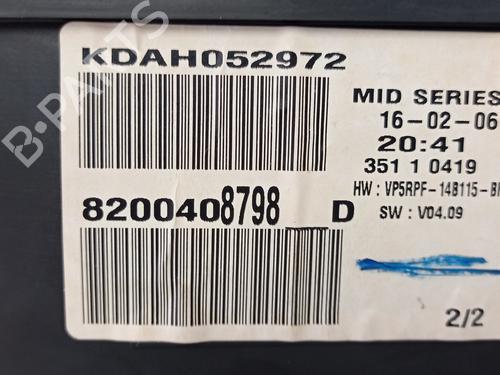 KDAH052972
MID SERIES
16-02-06
20:41
351 1 0419
HW : VP5RPF-14B115-B
8200408798___D
SW : V04.09
2/2
B-PARTS